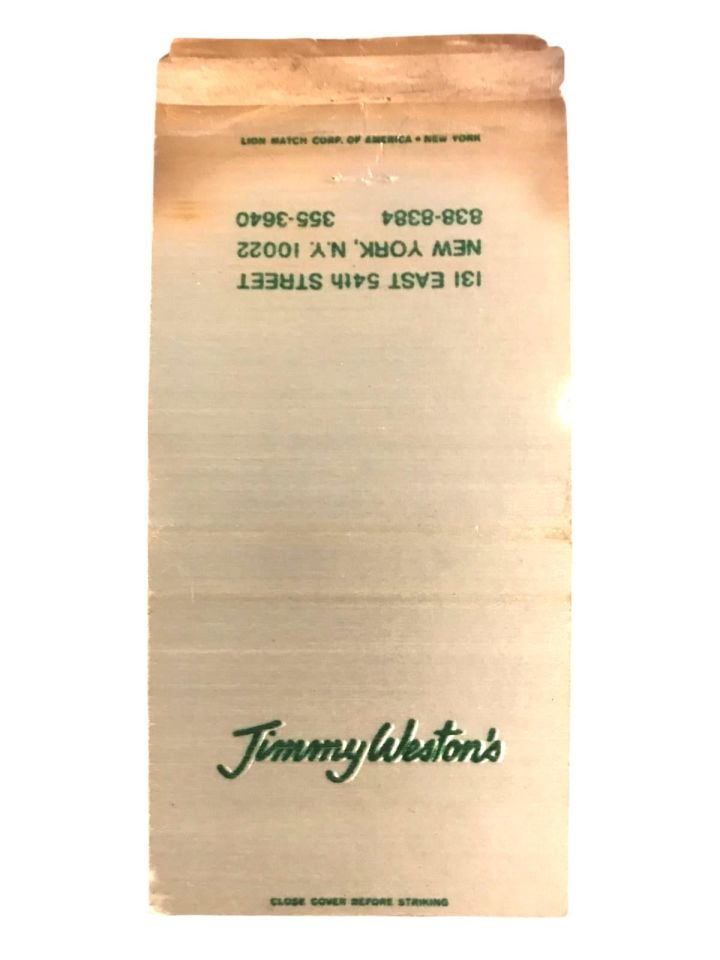 LION MATCH CORP. OF AMERICA • NEW YORK
131 EAST 54th STREET
NEW YORK, N.Y. 10022
838-8384 355-3640
Jimmy Weston's
CLOSE COVER BEFORE STRIKING